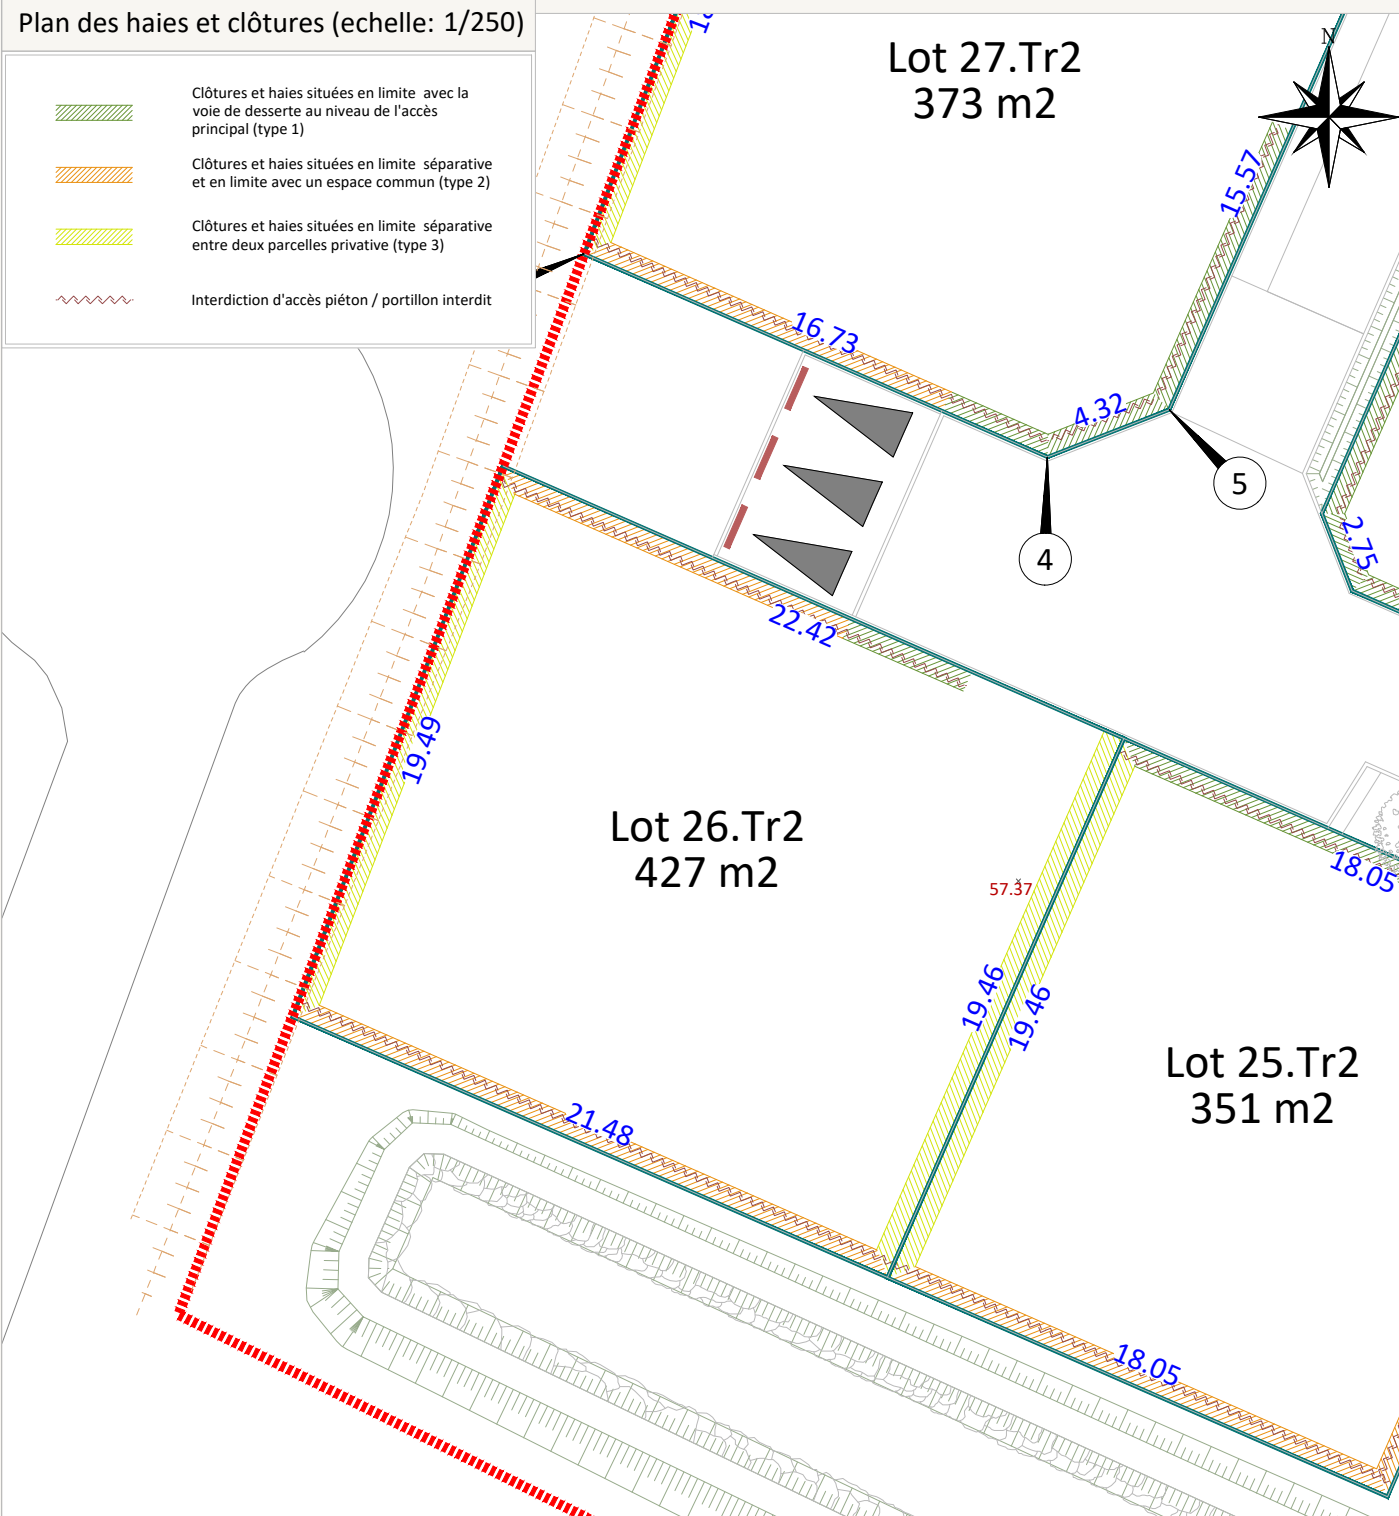 Plan des haies et clôtures (echelle: 1/250)
Clôtures et haies situées en limite avec la
voie de desserte au niveau de l'accès
principal (type 1)
Clôtures et haies situées en limite séparative
et en limite avec un espace commun (type 2)
Clôtures et haies situées en limite séparative
entre deux parcelles privative (type 3)
Interdiction d'accès piéton / portillon interdit
Lot 27.Tr2
373 m2
N
15.57
16.73
4.32
5
4
2.75
22.42
19.49
Lot 26.Tr2
427 m2
18.05
57.37
19.46
19.46
Lot 25.Tr2
351 m2
21.48
18.05